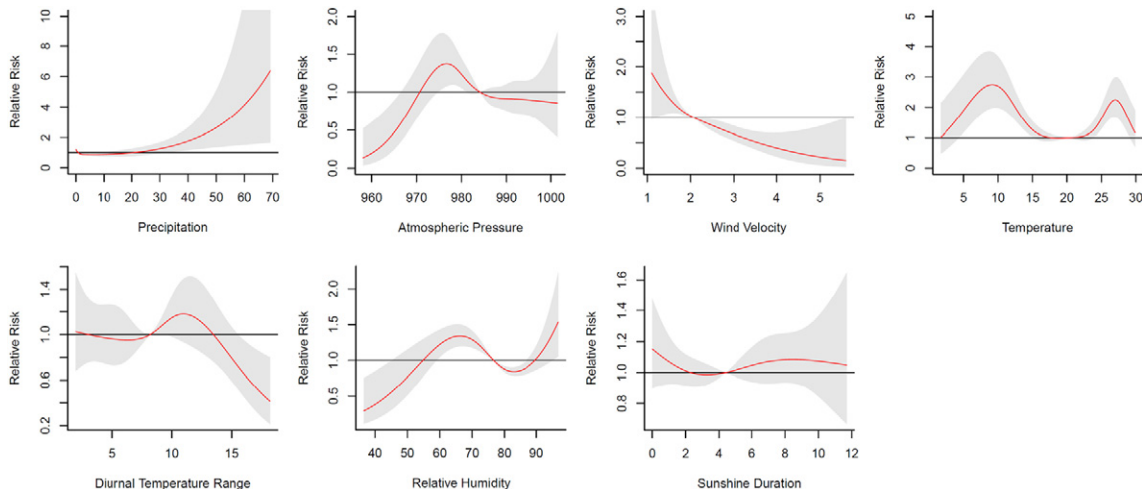 Relative Risk
0 2 4 6 8 10
0 10 20 30 40 50 60 70
Precipitation
Relative Risk
0.0 0.5 1.0 1.5 2.0
960 970 980 990 1000
Atmospheric Pressure
Relative Risk
0.0 1.0 2.0 3.0
1 2 3 4 5
Wind Velocity
Relative Risk
0 1 2 3 4 5
5 10 15 20 25 30
Temperature
Relative Risk
0.2 0.6 1.0 1.4
5 10 15
Diurnal Temperature Range
Relative Risk
0.5 1.0 1.5 2.0
40 50 60 70 80 90
Relative Humidity
Relative Risk
0.8 1.0 1.2 1.4 1.6
0 2 4 6 8 10 12
Sunshine Duration